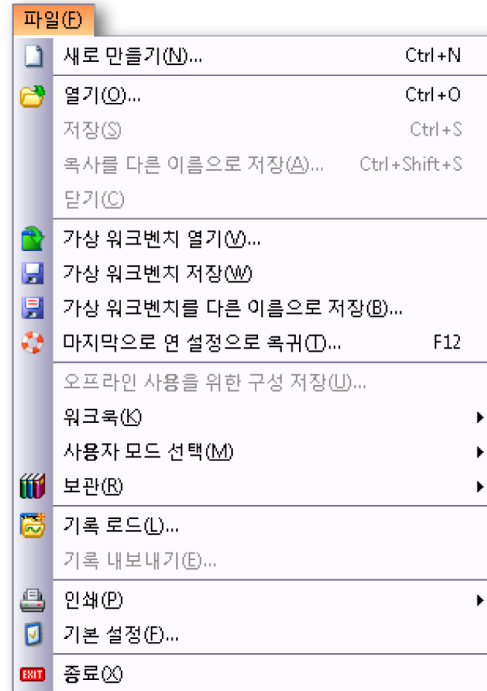 파일(F)
새로 만들기(N)... Ctrl+N
열기(O)... Ctrl+O
저장(S) Ctrl+S
복사를 다른 이름으로 저장(A)... Ctrl+Shift+S
닫기(C)
가상 워크벤치 열기(V)...
가상 워크벤치 저장(W)
가상 워크벤치를 다른 이름으로 저장(B)...
마지막으로 연 설정으로 복귀(T)... F12
오프라인 사용을 위한 구성 저장(U)...
워크북(K)
사용자 모드 선택(M)
보관(R)
기록 로드(L)...
기록 내보내기(E)...
인쇄(P)
기본 설정(F)...
EXIT 종료(X)